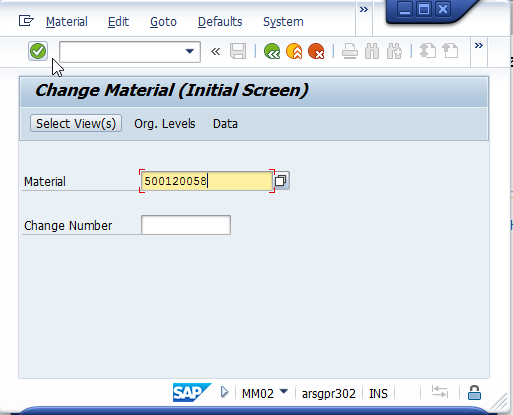 Material Edit Goto Defaults System »
« »
Change Material (Initial Screen)
Select View(s) Org. Levels Data
Material 500120058
Change Number
SAP MM02 arsgpr302 INS